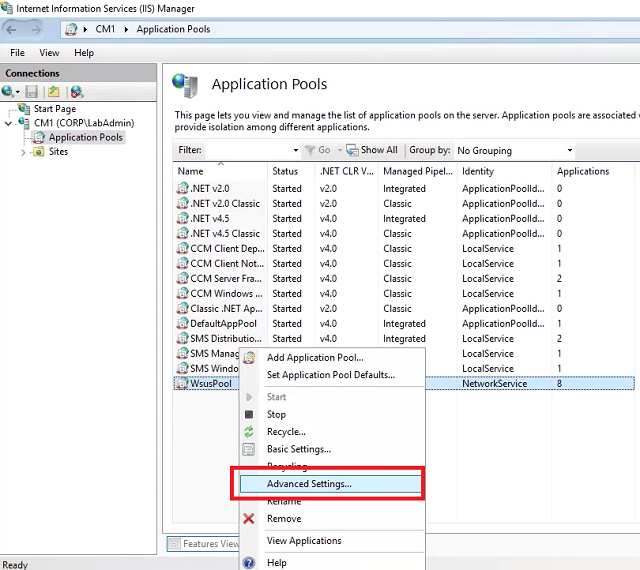 Internet Information Services (IIS) Manager
CM1 Application Pools
File View Help
Connections
Start Page
CM1 (CORP\LabAdmin)
Application Pools
Sites
Application Pools
This page lets you view and manage the list of application pools on the server. Application pools are associated
provide isolation among different applications.
Filter: Go Show All Group by: No Grouping
Name Status .NET CLR V... Managed Pipel... Identity Applications
.NET v2.0 Started v2.0 Integrated ApplicationPoolId... 0
.NET v2.0 Classic Started v2.0 Classic ApplicationPoolId... 0
.NET v4.5 Started v4.0 Integrated ApplicationPoolId... 0
.NET v4.5 Classic Started v4.0 Classic ApplicationPoolId... 0
CCM Client Dep... Started v4.0 Classic LocalService 1
CCM Client Not... Started v4.0 Classic LocalService 1
CCM Server Fra... Started v4.0 Classic LocalService 2
CCM Windows ... Started v4.0 Classic LocalService 1
Classic .NET Ap... Started v2.0 Classic ApplicationPoolId... 0
DefaultAppPool Started v4.0 Integrated ApplicationPoolId... 1
SMS Distributio... Started v4.0 Classic LocalService 2
SMS Manag LocalService 1
SMS Windo LocalService 1
WsusPool NetworkService 8
Add Application Pool...
Set Application Pool Defaults...
Start
Stop
Recycle...
Basic Settings...
Recycling
Advanced Settings...
Rename
Remove
View Applications
Help
Features View
Ready